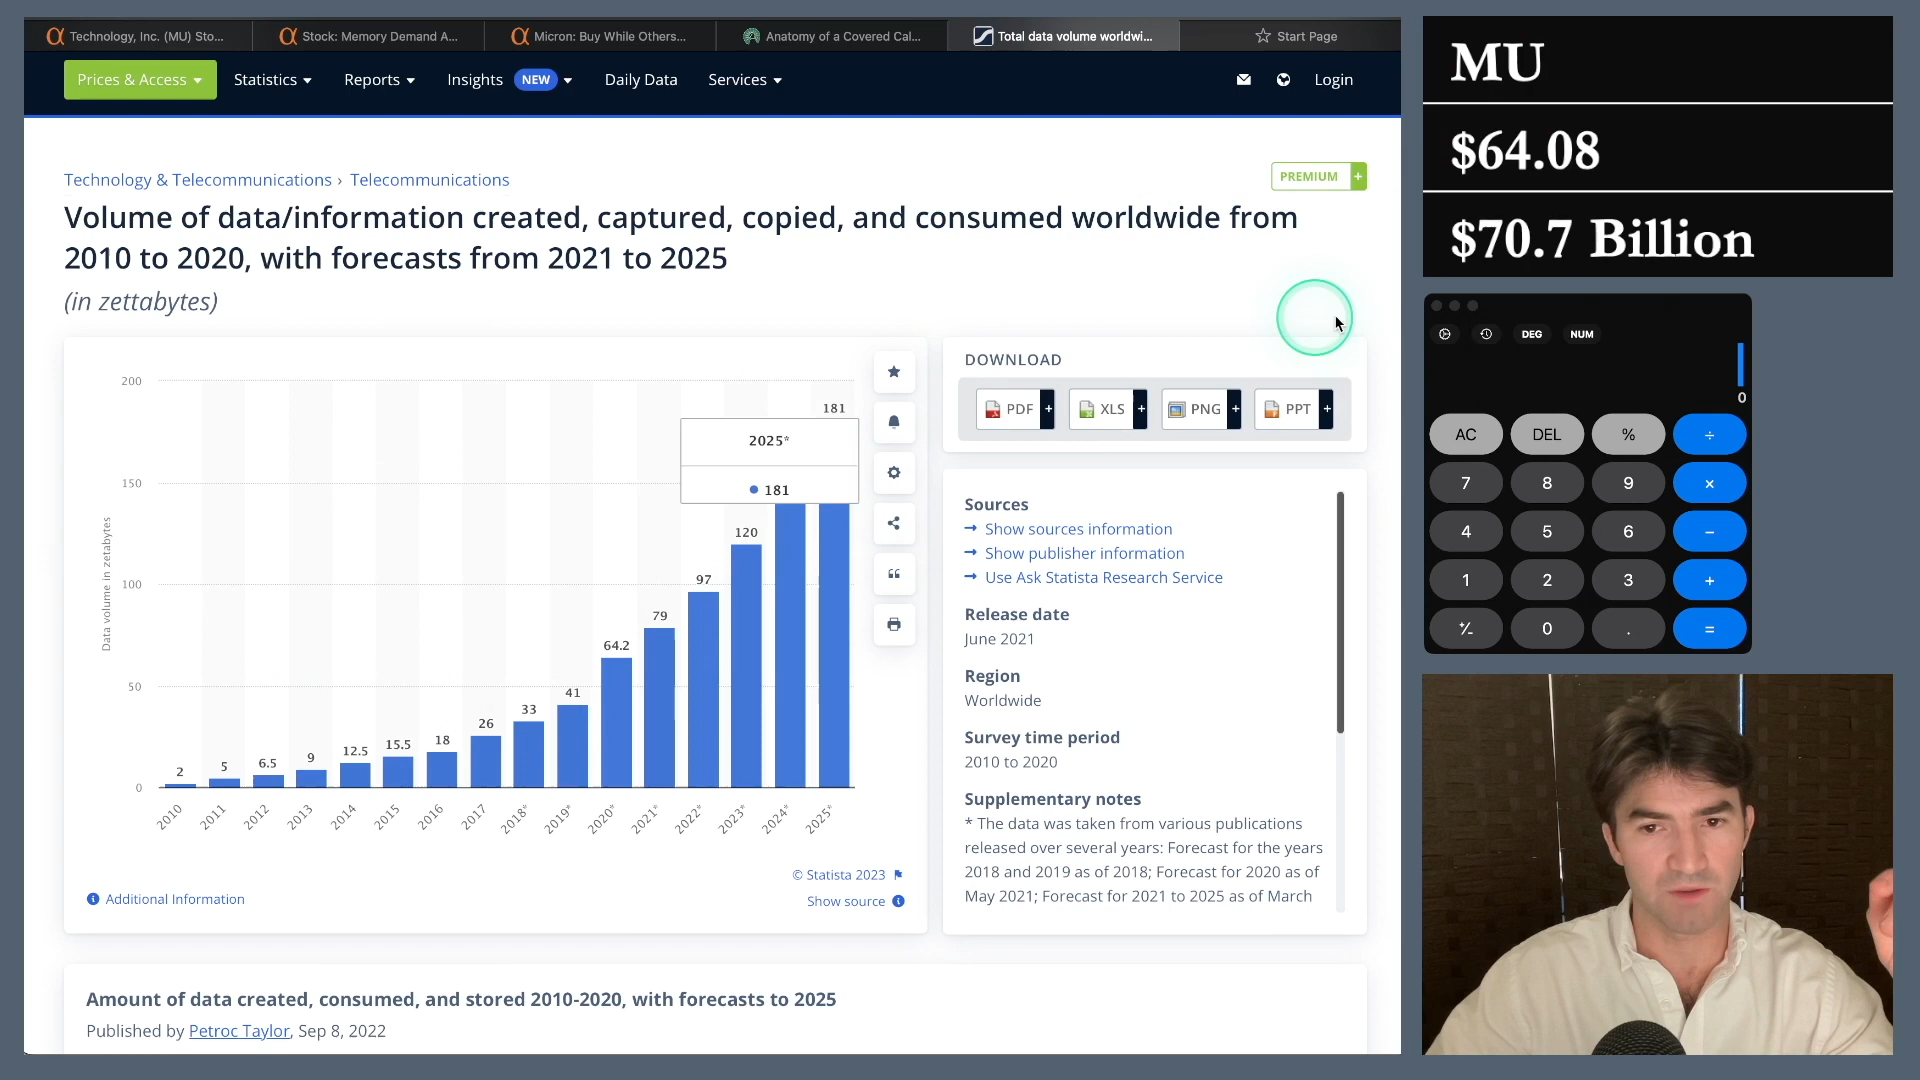 Technology, Inc. (MU) Sto...
Stock: Memory Demand A...
Micron: Buy While Others...
Anatomy of a Covered Cal...
Total data volume worldwi...
Start Page
Prices & Access
Statistics
Reports
Insights NEW
Daily Data
Services
Login
Technology & Telecommunications › Telecommunications
PREMIUM +
Volume of data/information created, captured, copied, and consumed worldwide from
2010 to 2020, with forecasts from 2021 to 2025
(in zettabytes)
Data volume in zetabytes
200
150
100
50
0
2
5
6.5
9
12.5
15.5
18
26
33
41
64.2
79
97
120
181
2025*
181
2010
2011
2012
2013
2014
2015
2016
2017
2018*
2019*
2020*
2021*
2022*
2023*
2024*
2025*
© Statista 2023
Additional Information
Show source
DOWNLOAD
PDF +
XLS +
PNG +
PPT +
Sources
Show sources information
Show publisher information
Use Ask Statista Research Service
Release date
June 2021
Region
Worldwide
Survey time period
2010 to 2020
Supplementary notes
* The data was taken from various publications
released over several years: Forecast for the years
2018 and 2019 as of 2018; Forecast for 2020 as of
May 2021; Forecast for 2021 to 2025 as of March
Amount of data created, consumed, and stored 2010-2020, with forecasts to 2025
Published by Petroc Taylor, Sep 8, 2022
MU
$64.08
$70.7 Billion
DEG NUM
0
AC DEL % ÷
7 8 9 ×
4 5 6 −
1 2 3 +
+/− 0 . =